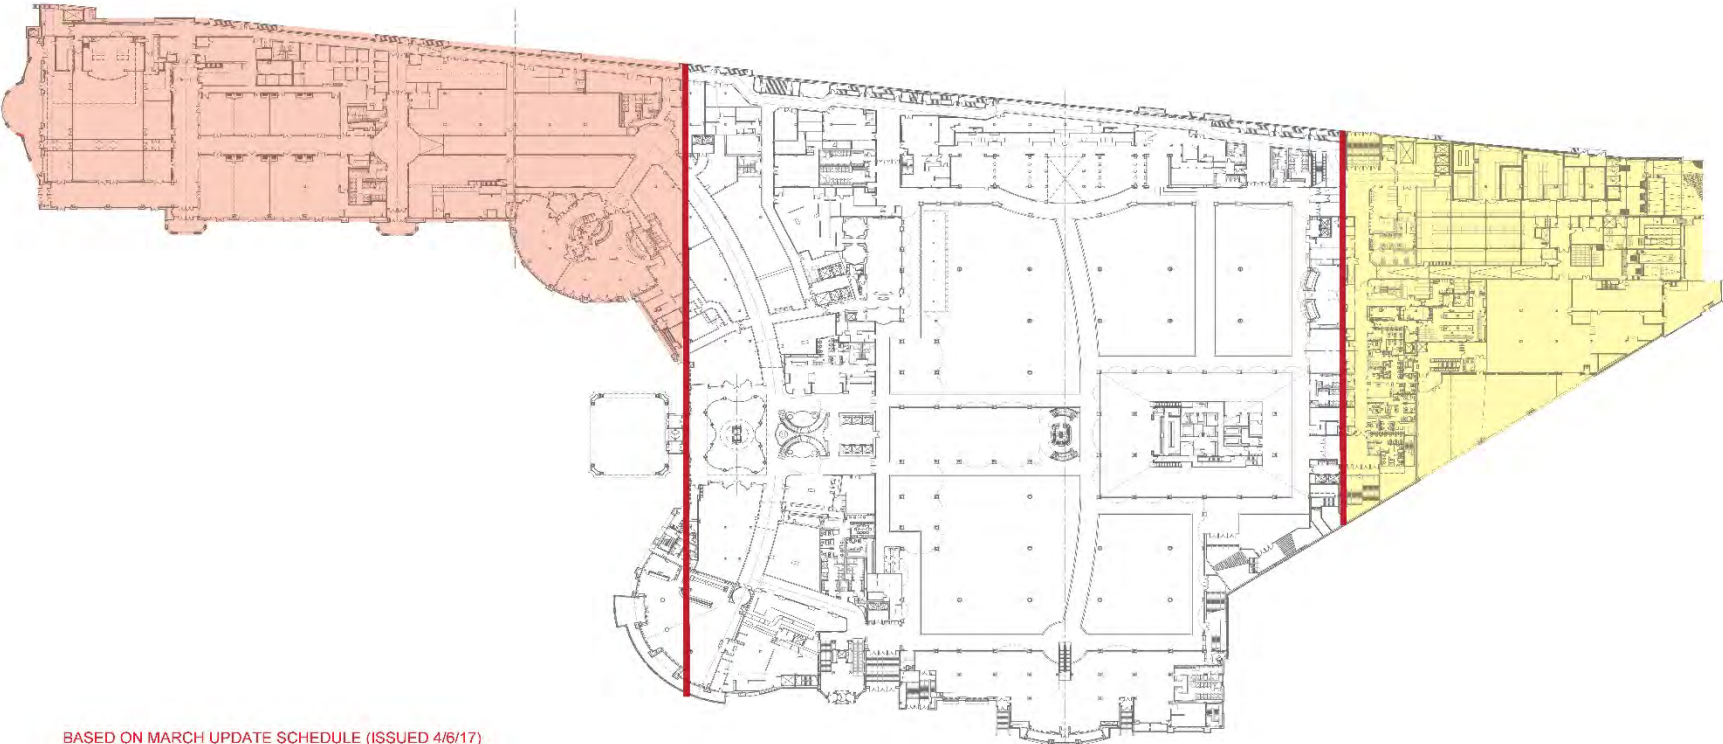 BASED ON MARCH UPDATE SCHEDULE (ISSUED 4/6/17)